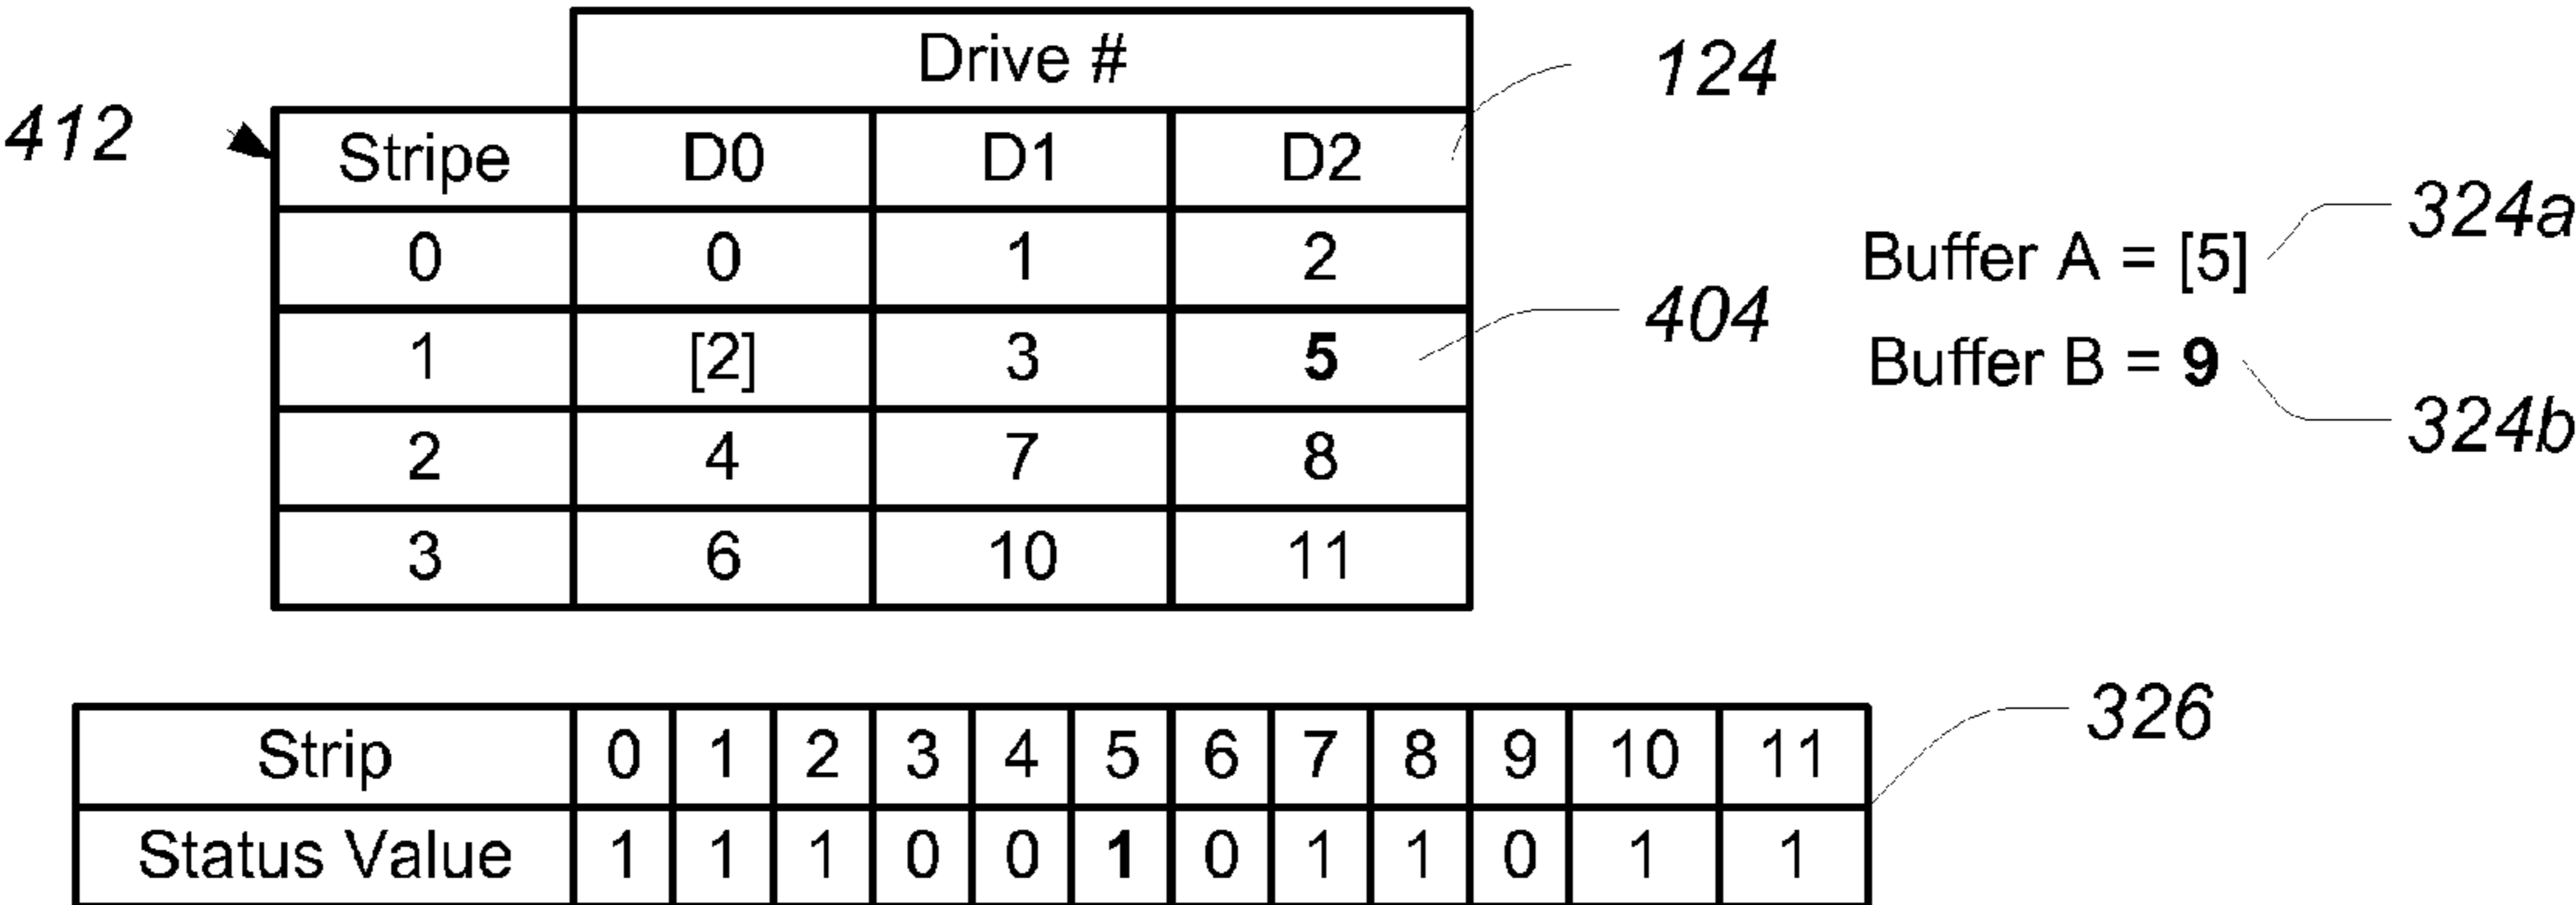 Drive # 124
412 Stripe D0 D1 D2
0 0 1 2 324a
Buffer A = [5]
1 [2] 3 5 404
Buffer B = 9
2 4 7 8 324b
3 6 10 11
326
Strip 0 1 2 3 4 5 6 7 8 9 10 11
Status Value 1 1 1 0 0 1 0 1 1 0 1 1